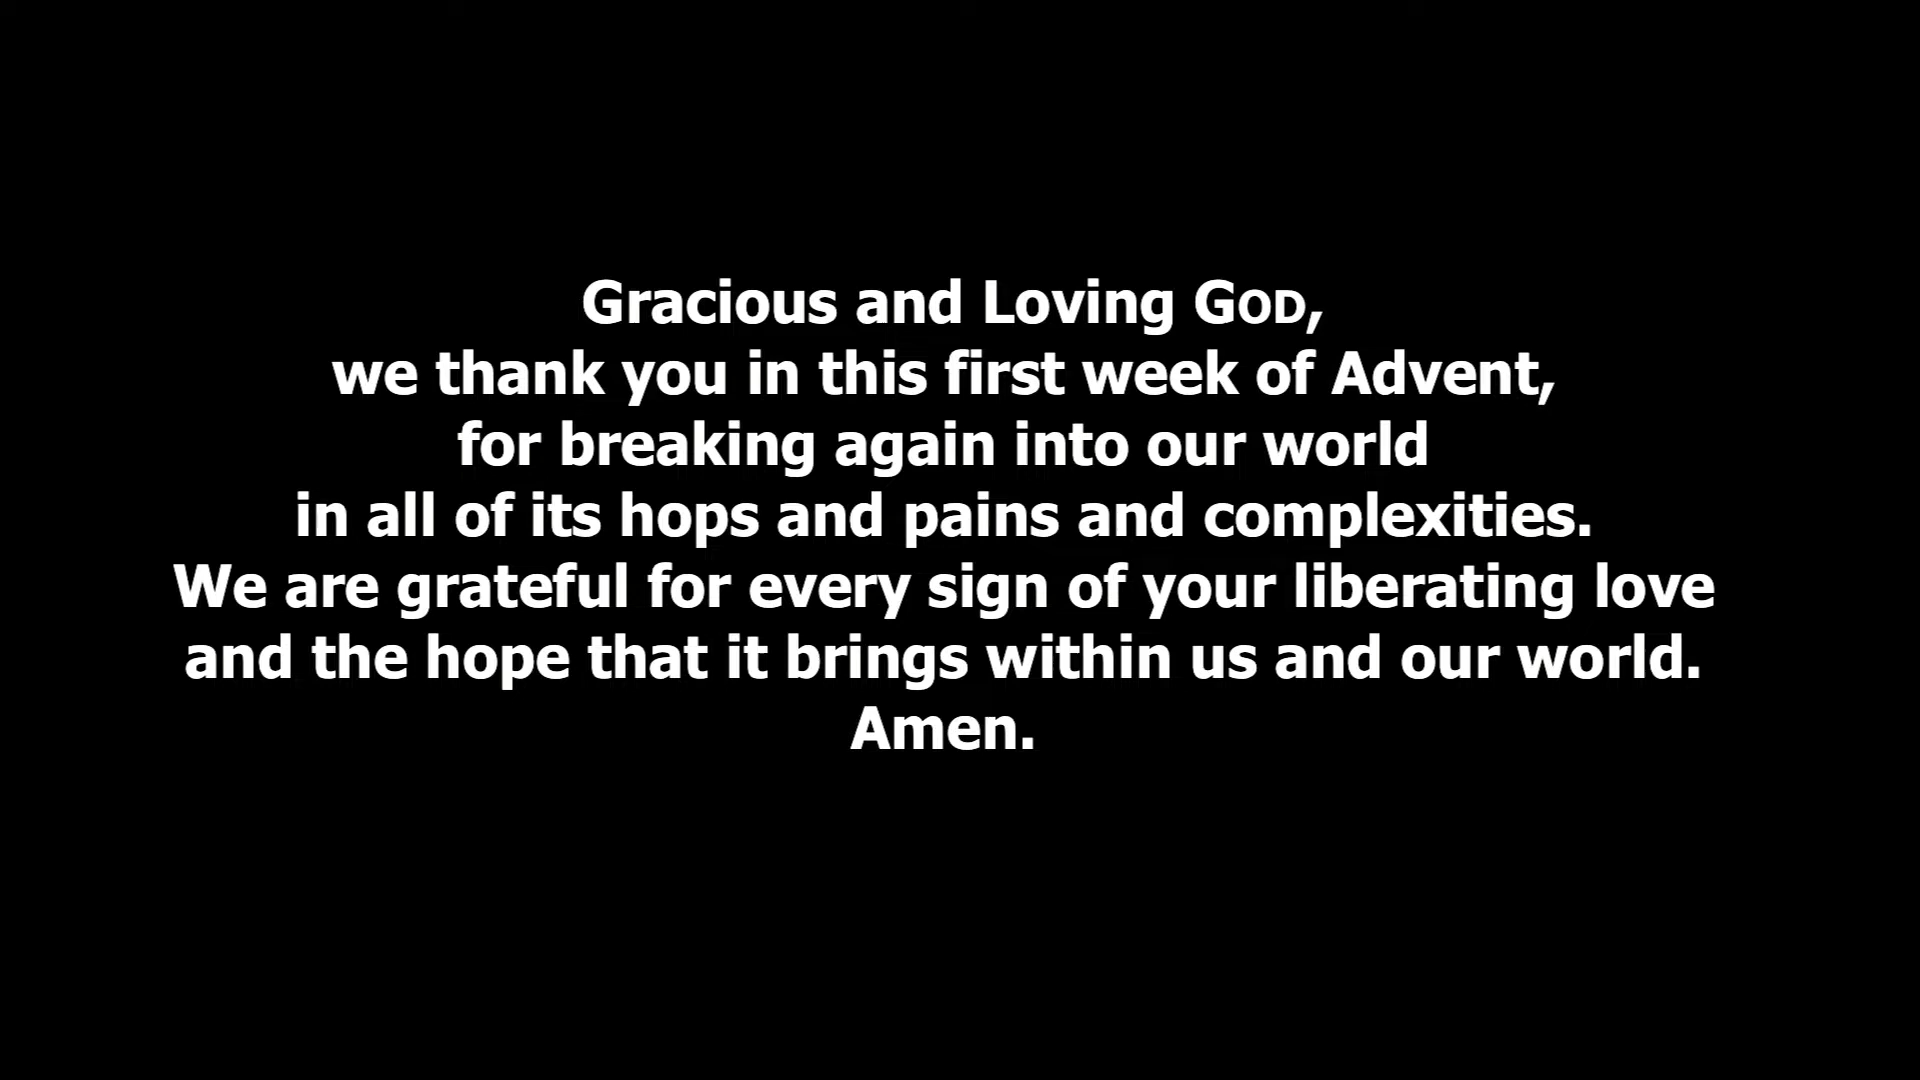 Gracious and Loving GOD,
we thank you in this first week of Advent,
for breaking again into our world
in all of its hops and pains and complexities.
We are grateful for every sign of your liberating love
and the hope that it brings within us and our world.
Amen.